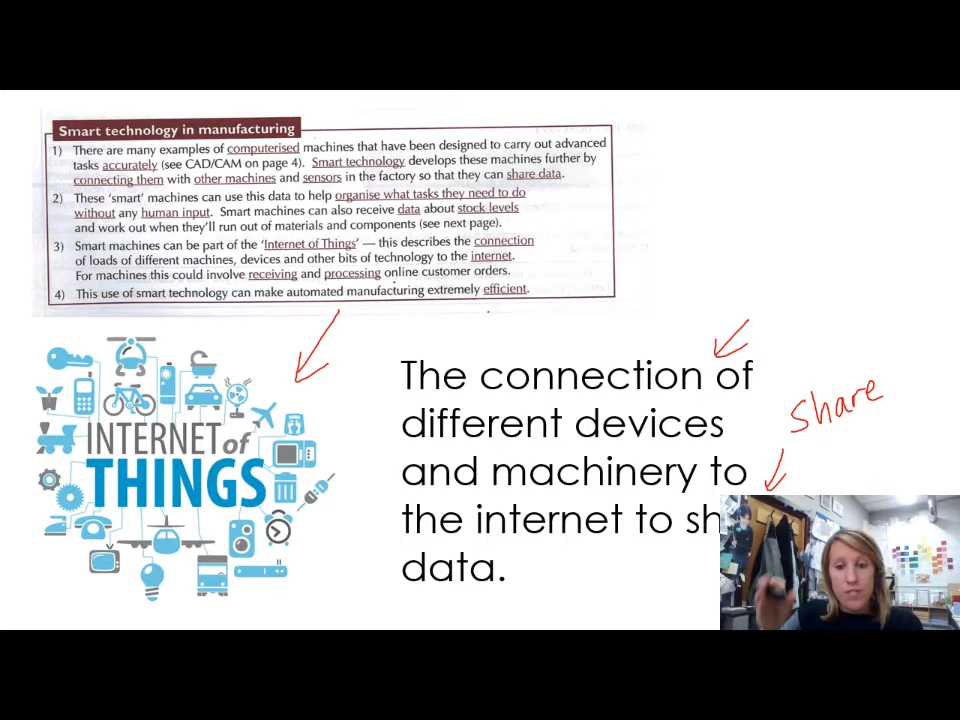 Smart technology in manufacturing
1) There are many examples of computerised machines that have been designed to carry out advanced
tasks accurately (see CAD/CAM on page 4). Smart technology develops these machines further by
connecting them with other machines and sensors in the factory so that they can share data.
2) These 'smart' machines can use this data to help organise what tasks they need to do
without any human input. Smart machines can also receive data about stock levels
and work out when they'll run out of materials and components (see next page).
3) Smart machines can be part of the 'Internet of Things' — this describes the connection
of loads of different machines, devices and other bits of technology to the internet.
For machines this could involve receiving and processing online customer orders.
4) This use of smart technology can make automated manufacturing extremely efficient.
INTERNET of
THINGS
The connection of
different devices
and machinery to
the internet to sh
data.
Share